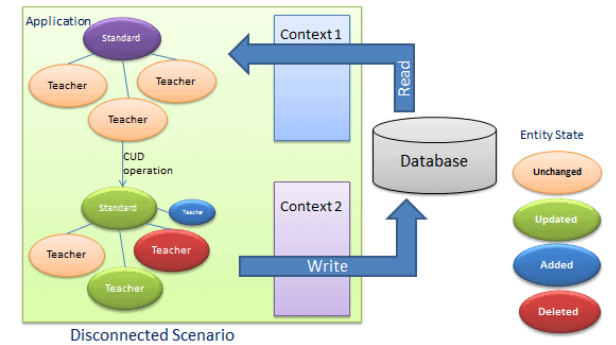 Application
Standard
Teacher
Teacher
Teacher
CUD
operation
Standard
Teacher
Teacher
Teacher
Teacher
Context 1
Read
Database
Context 2
Write
Entity State
Unchanged
Updated
Added
Deleted
Disconnected Scenario